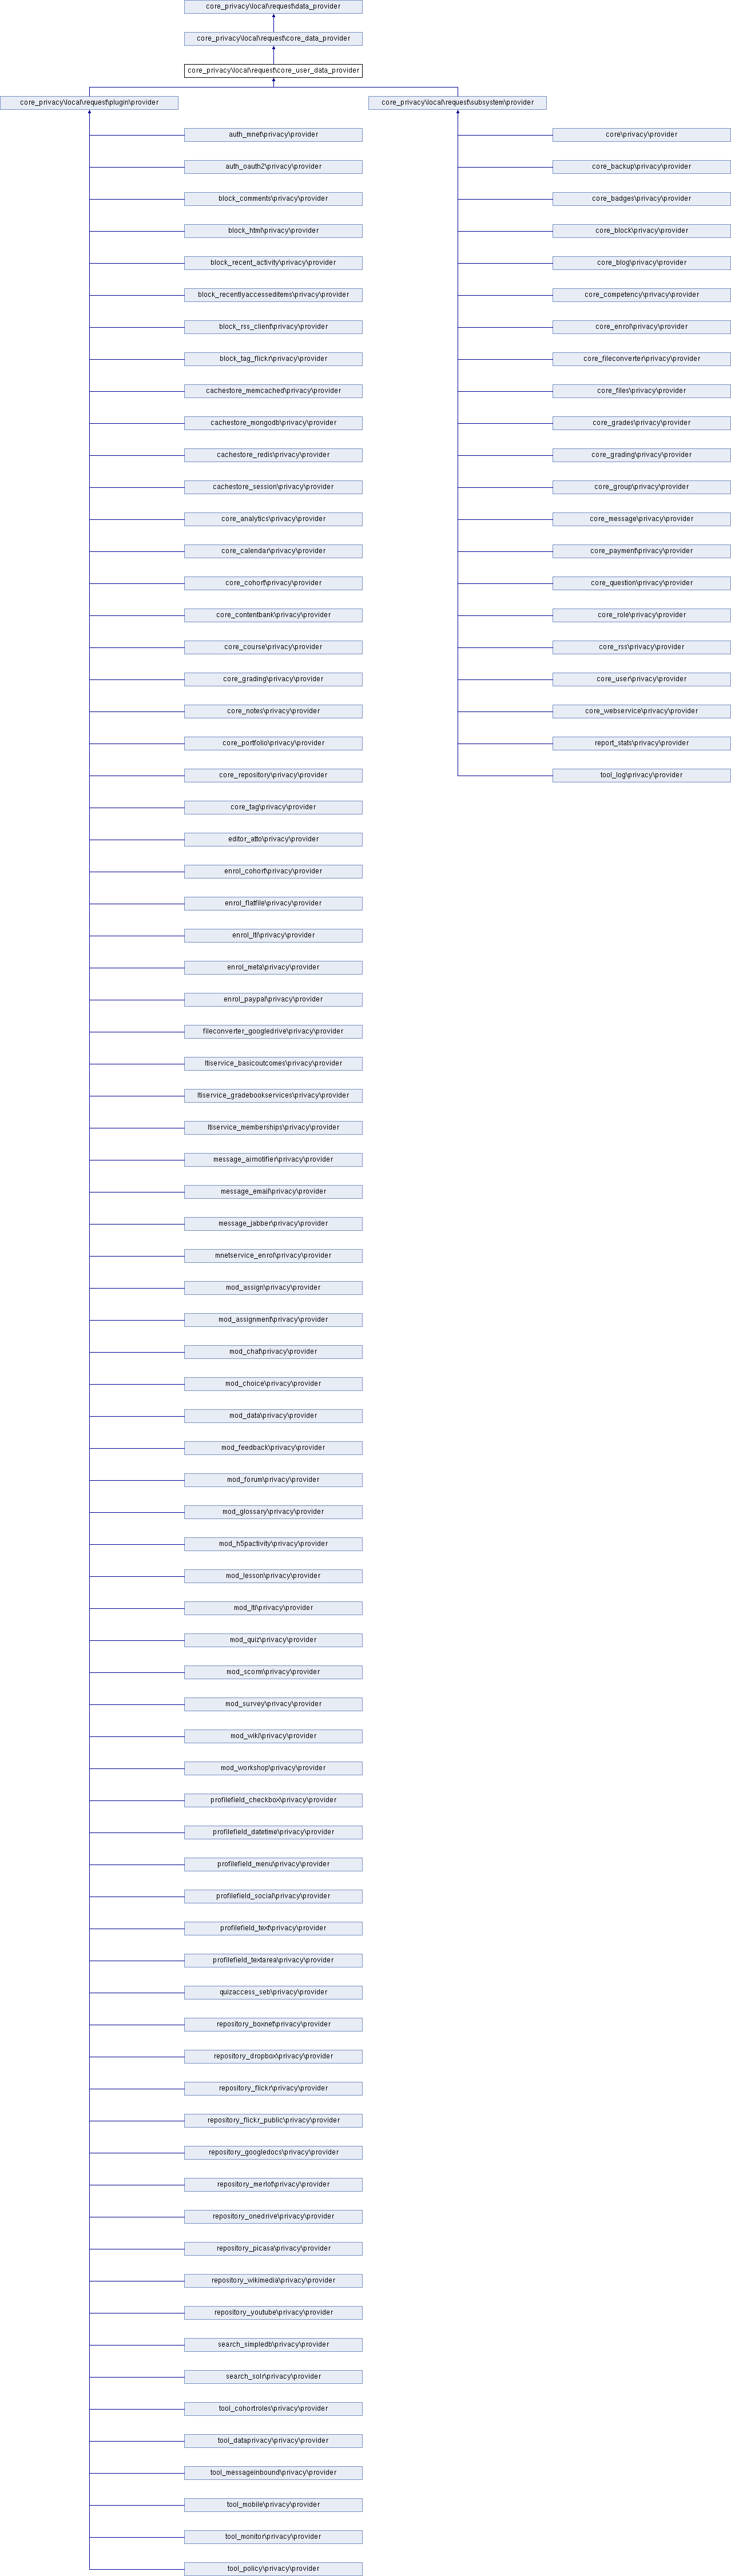 core_privacy\local\request\data_provider
core_privacy\local\request\core_data_provider
core_privacy\local\request\core_user_data_provider
core_privacy\local\request\plugin\provider
core_privacy\local\request\subsystem\provider
auth_mnet\privacy\provider
auth_oauth2\privacy\provider
block_comments\privacy\provider
block_html\privacy\provider
block_recent_activity\privacy\provider
block_recentlyaccesseditems\privacy\provider
block_rss_client\privacy\provider
block_tag_flickr\privacy\provider
cachestore_memcached\privacy\provider
cachestore_mongodb\privacy\provider
cachestore_redis\privacy\provider
cachestore_session\privacy\provider
core_analytics\privacy\provider
core_calendar\privacy\provider
core_cohort\privacy\provider
core_contentbank\privacy\provider
core_course\privacy\provider
core_grading\privacy\provider
core_notes\privacy\provider
core_portfolio\privacy\provider
core_repository\privacy\provider
core_tag\privacy\provider
editor_atto\privacy\provider
enrol_cohort\privacy\provider
enrol_flatfile\privacy\provider
enrol_lti\privacy\provider
enrol_meta\privacy\provider
enrol_paypal\privacy\provider
fileconverter_googledrive\privacy\provider
ltiservice_basicoutcomes\privacy\provider
ltiservice_gradebookservices\privacy\provider
ltiservice_memberships\privacy\provider
message_airnotifier\privacy\provider
message_email\privacy\provider
message_jabber\privacy\provider
mnetservice_enrol\privacy\provider
mod_assign\privacy\provider
mod_assignment\privacy\provider
mod_chat\privacy\provider
mod_choice\privacy\provider
mod_data\privacy\provider
mod_feedback\privacy\provider
mod_forum\privacy\provider
mod_glossary\privacy\provider
mod_h5pactivity\privacy\provider
mod_lesson\privacy\provider
mod_lti\privacy\provider
mod_quiz\privacy\provider
mod_scorm\privacy\provider
mod_survey\privacy\provider
mod_wiki\privacy\provider
mod_workshop\privacy\provider
profilefield_checkbox\privacy\provider
profilefield_datetime\privacy\provider
profilefield_menu\privacy\provider
profilefield_social\privacy\provider
profilefield_text\privacy\provider
profilefield_textarea\privacy\provider
quizaccess_seb\privacy\provider
repository_boxnet\privacy\provider
repository_dropbox\privacy\provider
repository_flickr\privacy\provider
repository_flickr_public\privacy\provider
repository_googledocs\privacy\provider
repository_merlot\privacy\provider
repository_onedrive\privacy\provider
repository_picasa\privacy\provider
repository_wikimedia\privacy\provider
repository_youtube\privacy\provider
search_simpledb\privacy\provider
search_solr\privacy\provider
tool_cohortroles\privacy\provider
tool_dataprivacy\privacy\provider
tool_messageinbound\privacy\provider
tool_mobile\privacy\provider
tool_monitor\privacy\provider
tool_policy\privacy\provider
core\privacy\provider
core_backup\privacy\provider
core_badges\privacy\provider
core_block\privacy\provider
core_blog\privacy\provider
core_competency\privacy\provider
core_enrol\privacy\provider
core_fileconverter\privacy\provider
core_files\privacy\provider
core_grades\privacy\provider
core_grading\privacy\provider
core_group\privacy\provider
core_message\privacy\provider
core_payment\privacy\provider
core_question\privacy\provider
core_role\privacy\provider
core_rss\privacy\provider
core_user\privacy\provider
core_webservice\privacy\provider
report_stats\privacy\provider
tool_log\privacy\provider